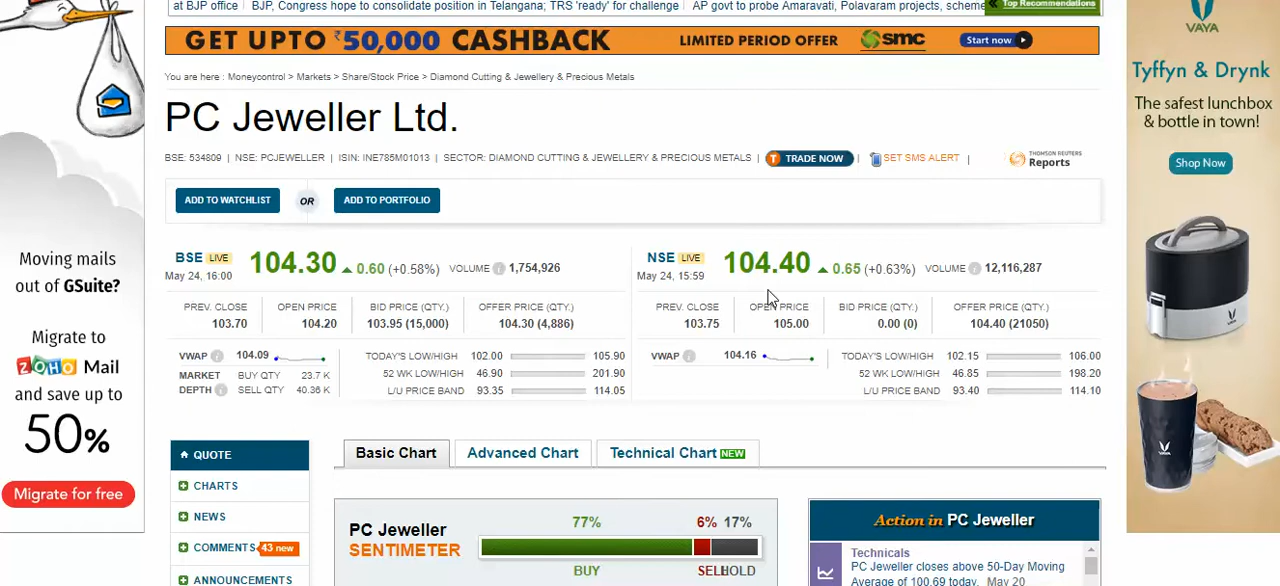 at BJP office | BJP, Congress hope to consolidate position in Telangana; TRS 'ready' for challenge | AP govt to probe Amaravati, Polavaram projects, scheme
Top Recommendations
GET UPTO ₹50,000 CASHBACK LIMITED PERIOD OFFER smc Start now
You are here : Moneycontrol > Markets > Share/Stock Price > Diamond Cutting & Jewellery & Precious Metals
PC Jeweller Ltd.
BSE: 534809 | NSE: PCJEWELLER | ISIN: INE785M01013 | SECTOR: DIAMOND CUTTING & JEWELLERY & PRECIOUS METALS | T TRADE NOW | SET SMS ALERT | THOMSON REUTERS
Reports
ADD TO WATCHLIST OR ADD TO PORTFOLIO
BSE LIVE 104.30 0.60 (+0.58%) VOLUME i 1,754,926
May 24, 16:00
PREV. CLOSE OPEN PRICE BID PRICE (QTY.) OFFER PRICE (QTY.)
103.70 104.20 103.95 (15,000) 104.30 (4,886)
VWAP i 104.09 TODAY'S LOW/HIGH 102.00 105.90
MARKET BUY QTY 23.7 K 52 WK LOW/HIGH 46.90 201.90
DEPTH i SELL QTY 40.36 K L/U PRICE BAND 93.35 114.05
NSE LIVE 104.40 0.65 (+0.63%) VOLUME i 12,116,287
May 24, 15:59
PREV. CLOSE OPEN PRICE BID PRICE (QTY.) OFFER PRICE (QTY.)
103.75 105.00 0.00 (0) 104.40 (21050)
VWAP i 104.16 TODAY'S LOW/HIGH 102.15 106.00
52 WK LOW/HIGH 46.85 198.20
L/U PRICE BAND 93.40 114.10
QUOTE
CHARTS
NEWS
COMMENTS 43 new
ANNOUNCEMENTS
Basic Chart Advanced Chart Technical Chart NEW
PC Jeweller
SENTIMETER
77% 6% 17%
BUY SELL HOLD
Action in PC Jeweller
Technicals
PC Jeweller closes above 50-Day Moving
Average of 100.69 today. May 20
Moving mails
out of GSuite?
Migrate to
ZOHO Mail
and save up to
50%
Migrate for free
VAYA
Tyffyn & Drynk
The safest lunchbox
& bottle in town!
Shop Now
VAYA